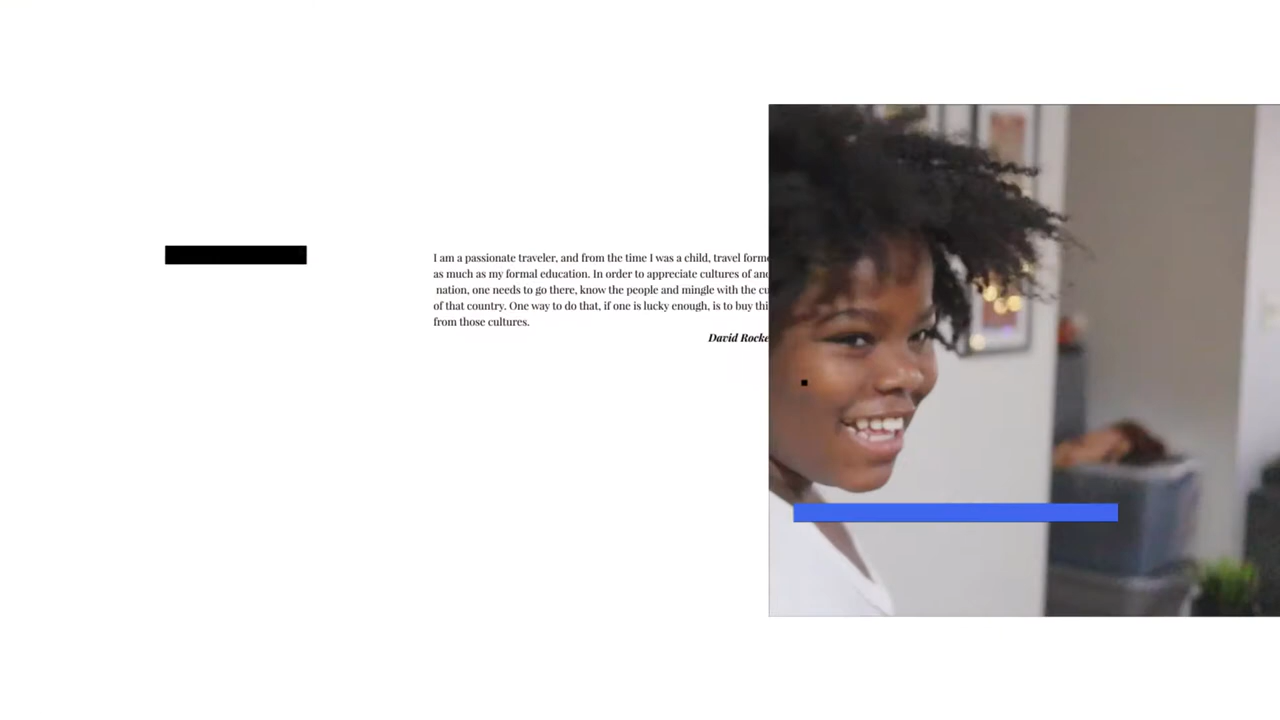 I am a passionate traveler, and from the time I was a child, travel forme
as much as my formal education. In order to appreciate cultures of ano
nation, one needs to go there, know the people and mingle with the cu
of that country. One way to do that, if one is lucky enough, is to buy thi
from those cultures.
David Rocke